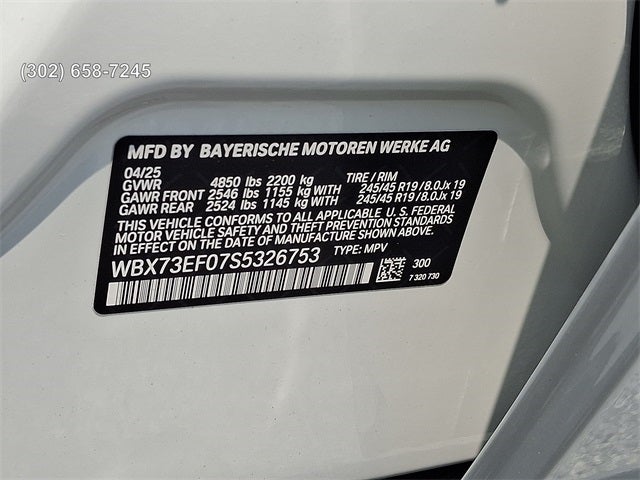 (302) 658-7245
MFD BY BAYERISCHE MOTOREN WERKE AG
04/25
GVWR 4850 lbs 2200 kg TIRE / RIM
GAWR FRONT 2546 lbs 1155 kg WITH 245/45 R19 /8.0Jx 19
GAWR REAR 2524 lbs 1145 kg WITH 245/45 R19 /8.0Jx 19
THIS VEHICLE CONFORMS TO ALL APPLICABLE U. S. FEDERAL
MOTOR VEHICLE SAFETY AND THEFT PREVENTION STANDARDS
IN EFFECT ON THE DATE OF MANUFACTURE SHOWN ABOVE.
WBX73EF07S5326753 TYPE: MPV
300
7 320 730